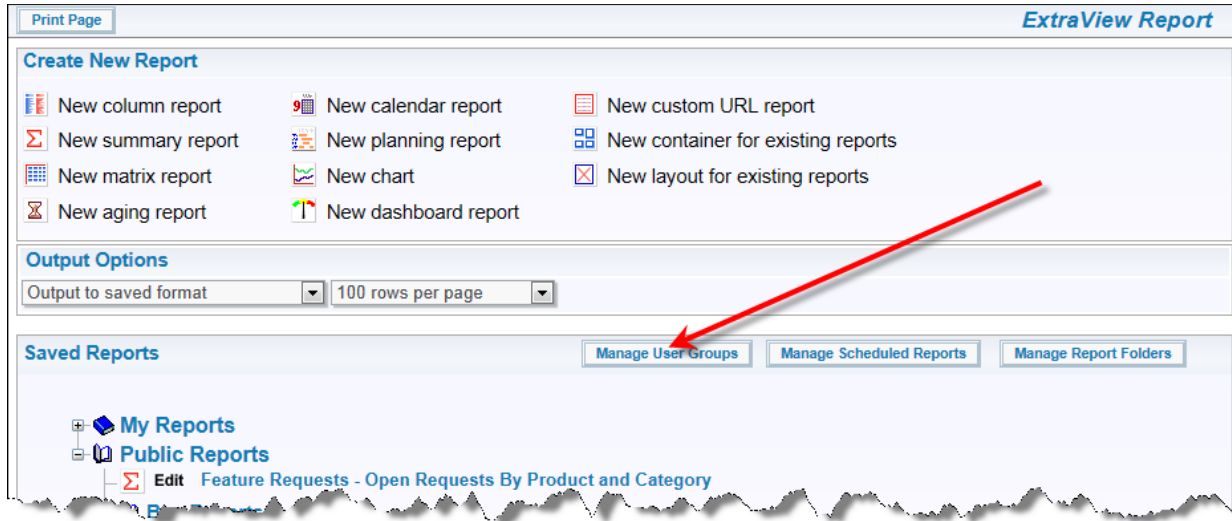 Print Page
ExtraView Report
Create New Report
New column report
New calendar report
New custom URL report
New summary report
New planning report
New container for existing reports
New matrix report
New chart
New layout for existing reports
New aging report
New dashboard report
Output Options
Output to saved format
100 rows per page
Saved Reports
Manage User Groups
Manage Scheduled Reports
Manage Report Folders
My Reports
Public Reports
Edit Feature Requests - Open Requests By Product and Category